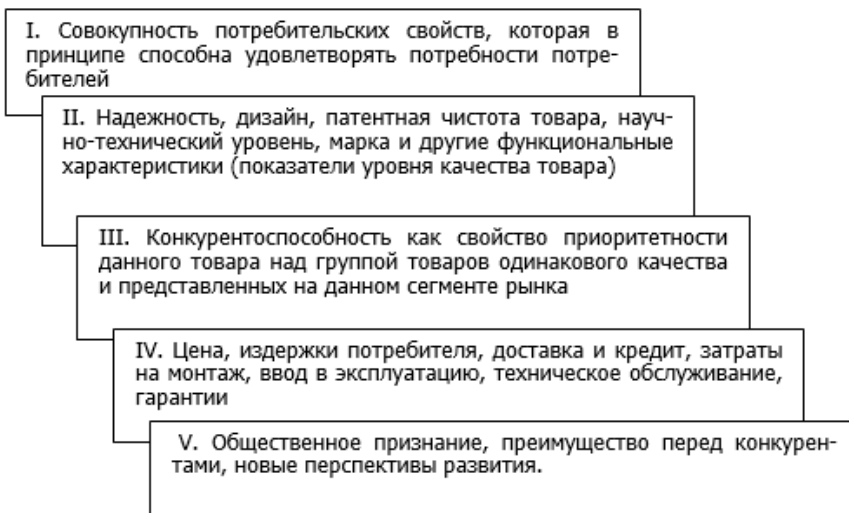 I. Совокупность потребительских свойств, которая в
принципе способна удовлетворять потребности потре-
бителей
II. Надежность, дизайн, патентная чистота товара, науч-
но-технический уровень, марка и другие функциональные
характеристики (показатели уровня качества товара)
III. Конкурентоспособность как свойство приоритетности
данного товара над группой товаров одинакового качества
и представленных на данном сегменте рынка
IV. Цена, издержки потребителя, доставка и кредит, затраты
на монтаж, ввод в эксплуатацию, техническое обслуживание,
гарантии
V. Общественное признание, преимущество перед конкурен-
тами, новые перспективы развития.